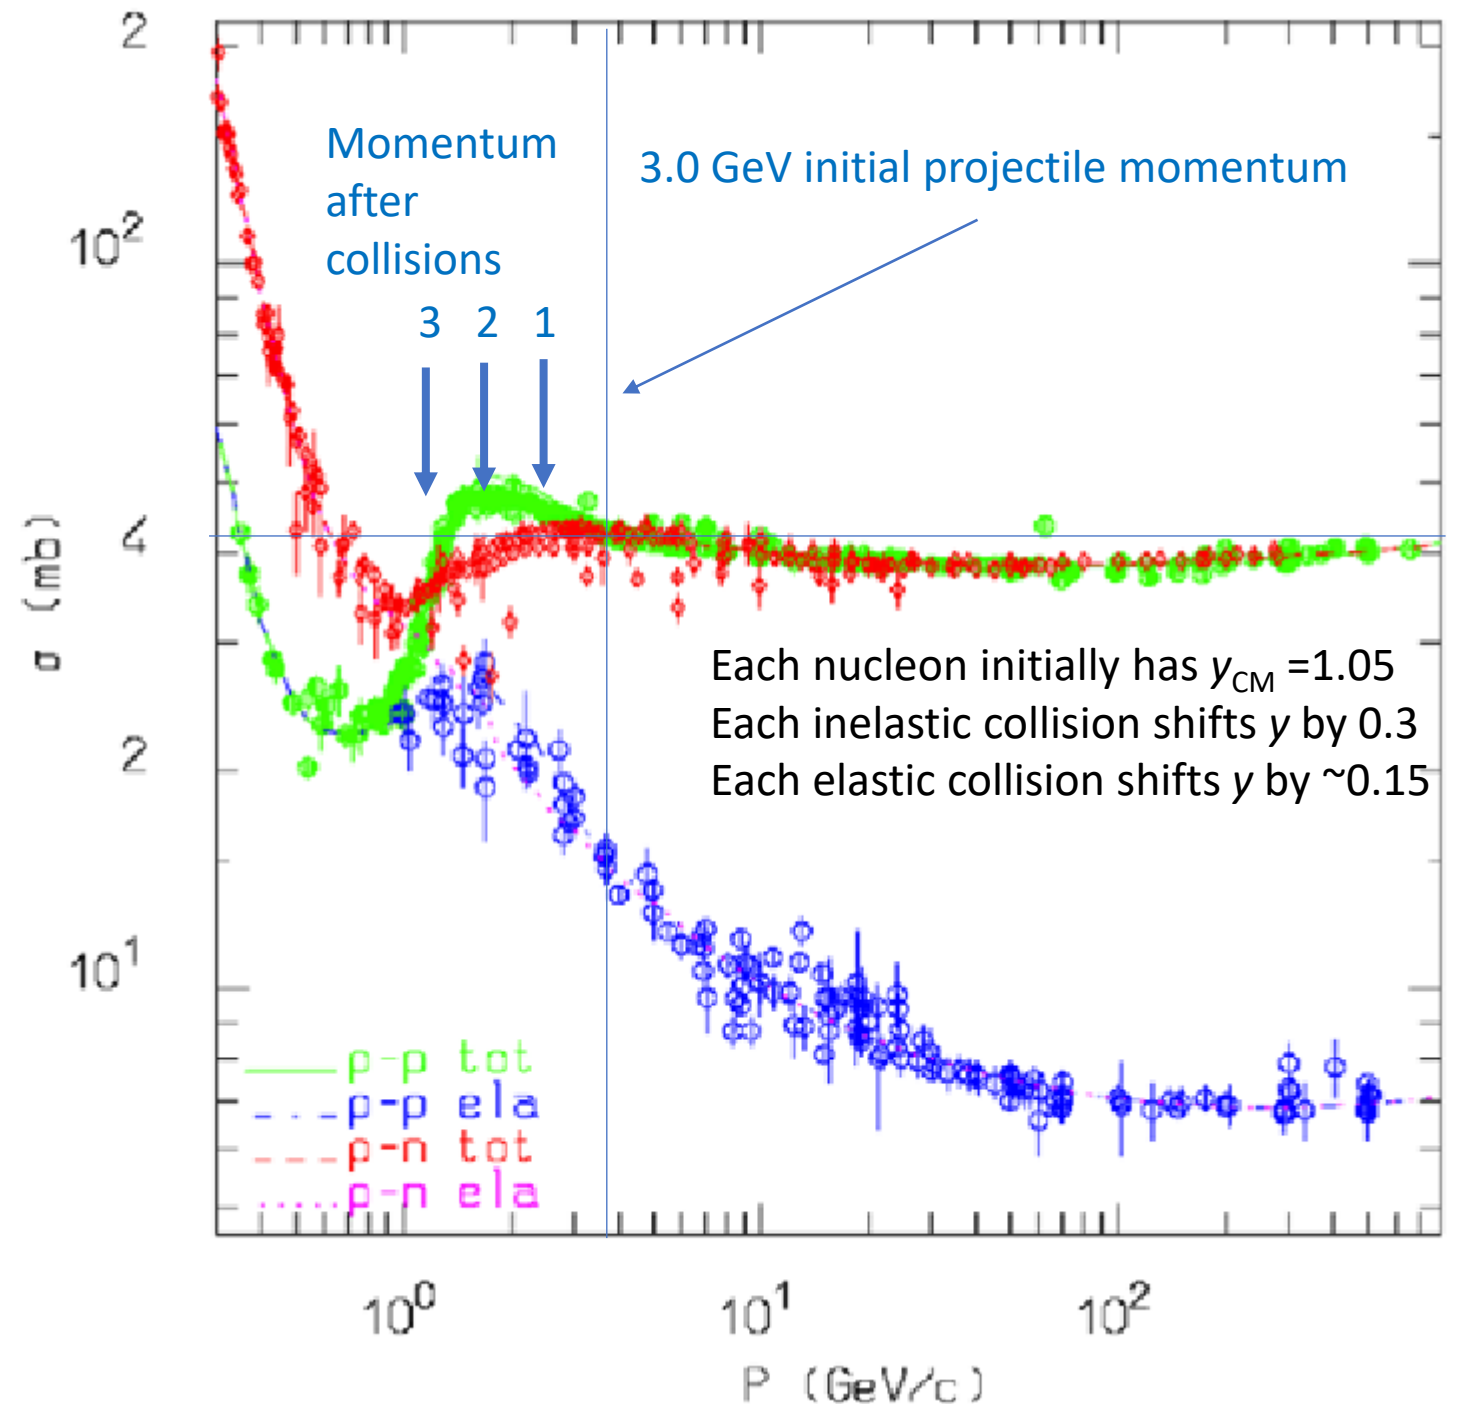 2
10²
4
2
10¹
σ (mb)
Momentum
after
collisions
3 2 1
3.0 GeV initial projectile momentum
Each nucleon initially has y_CM =1.05
Each inelastic collision shifts y by 0.3
Each elastic collision shifts y by ~0.15
p-p tot
p-p ela
p-n tot
p-n ela
10⁰ 10¹ 10²
P (GeV/c)